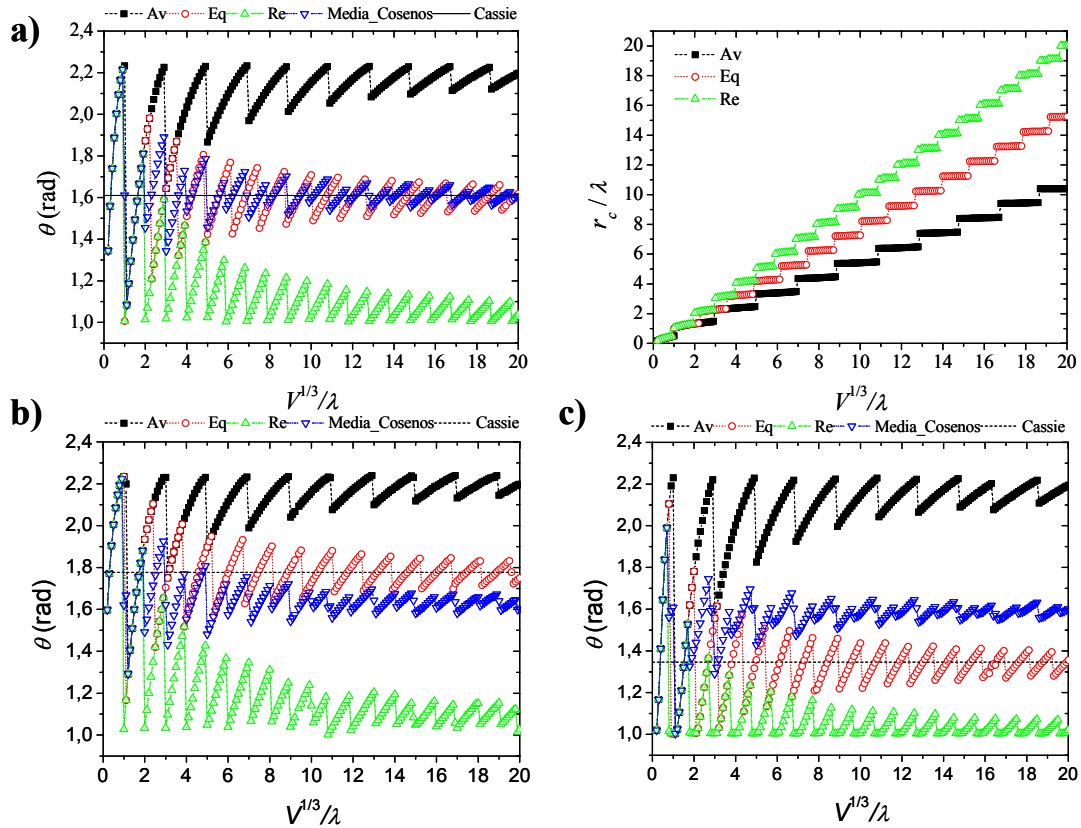 a)
Av Eq Re Media_Cosenos Cassie
2,4
2,2
2,0
1,8
1,6
1,4
1,2
1,0
θ (rad)
0 2 4 6 8 10 12 14 16 18 20
V^1/3/λ
20
18
16
14
12
10
8
6
4
2
0
r_c / λ
Av
Eq
Re
0 2 4 6 8 10 12 14 16 18 20
V^1/3/λ
b)
Av Eq Re Media_Cosenos Cassie
2,4
2,2
2,0
1,8
1,6
1,4
1,2
1,0
θ (rad)
0 2 4 6 8 10 12 14 16 18 20
V^1/3/λ
c)
Av Eq Re Media_Cosenos Cassie
2,4
2,2
2,0
1,8
1,6
1,4
1,2
1,0
θ (rad)
0 2 4 6 8 10 12 14 16 18 20
V^1/3/λ